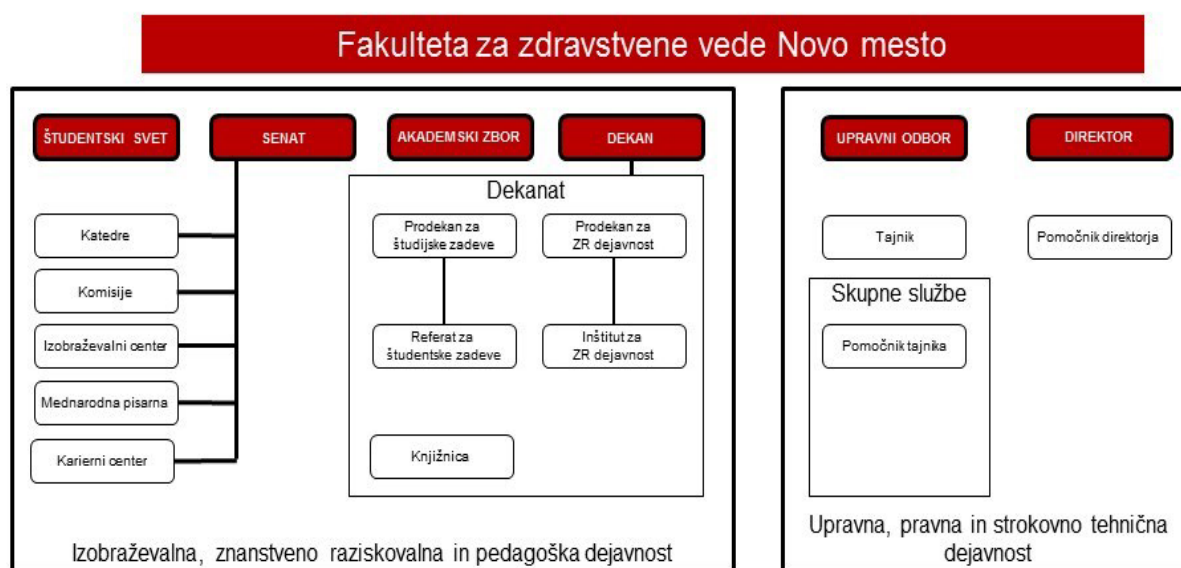 Fakulteta za zdravstvene vede Novo mesto
ŠTUDENTSKI SVET
SENAT
AKADEMSKI ZBOR
DEKAN
Dekanat
Katedre
Komisije
Izobraževalni center
Mednarodna pisarna
Karierni center
Prodekan za
študijske zadeve
Prodekan za
ZR dejavnost
Referat za
študentske zadeve
Inštitut za
ZR dejavnost
Knjižnica
Izobraževalna, znanstveno raziskovalna in pedagoška dejavnost
UPRAVNI ODBOR
DIREKTOR
Tajnik
Pomočnik direktorja
Skupne službe
Pomočnik tajnika
Upravna, pravna in strokovno tehnična
dejavnost